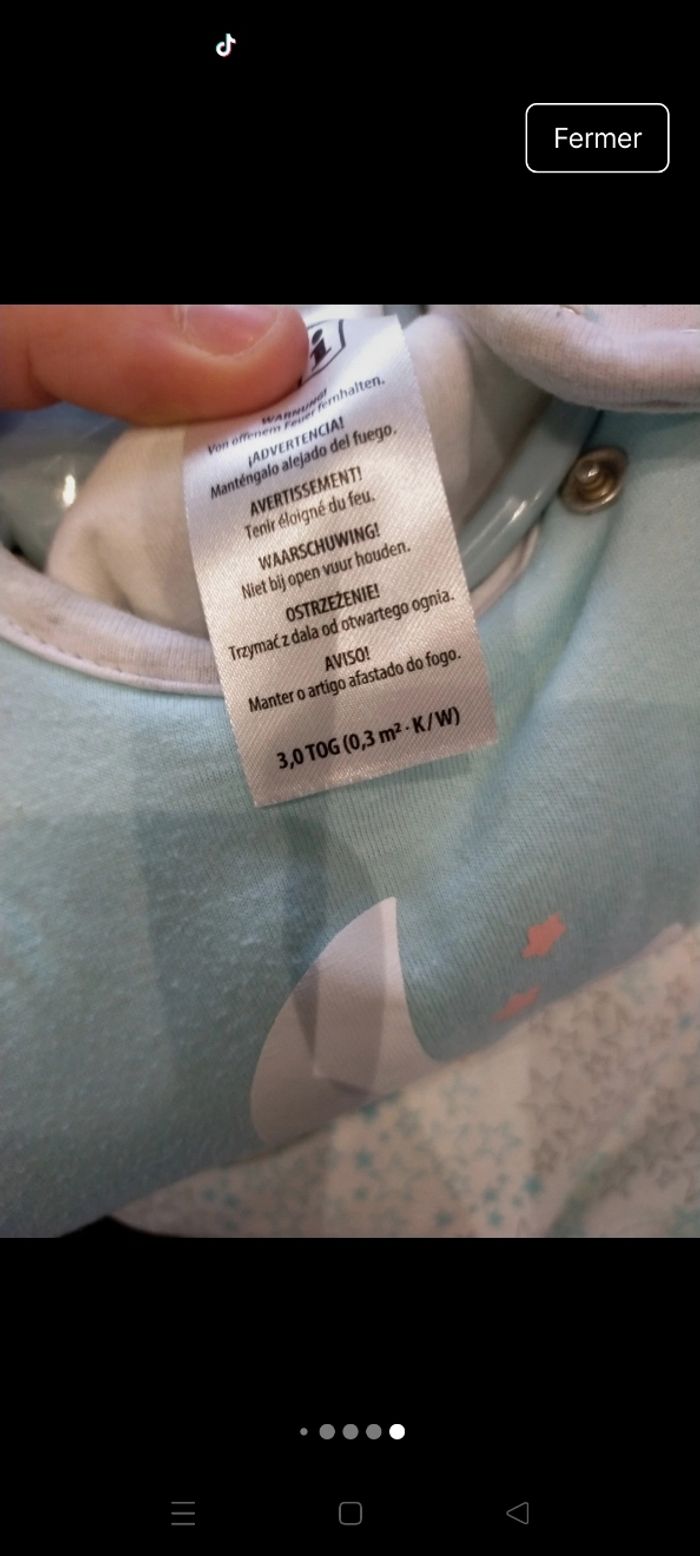 Fermer
WARNUNG!
Von offenem Feuer fernhalten.
¡ADVERTENCIA!
Manténgalo alejado del fuego.
AVERTISSEMENT!
Tenir éloigné du feu.
WAARSCHUWING!
Niet bij open vuur houden.
OSTRZEŻENIE!
Trzymać z dala od otwartego ognia.
AVISO!
Manter o artigo afastado do fogo.
3,0 TOG (0,3 m² · K/W)